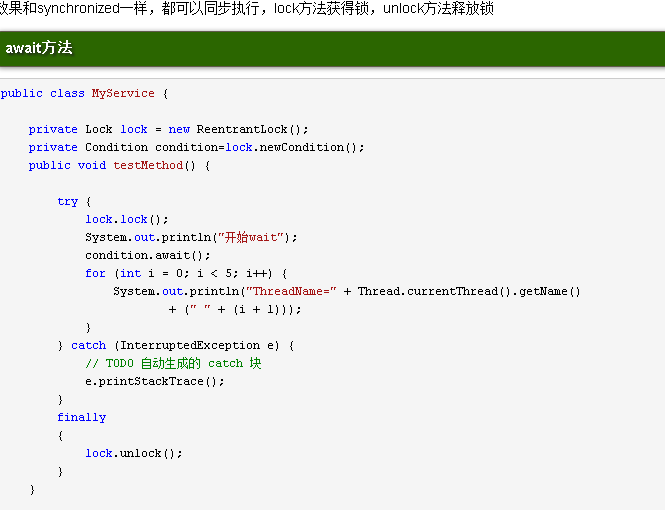 效果和synchronized一样，都可以同步执行，lock方法获得锁，unlock方法释放锁
await方法
public class MyService {
    private Lock lock = new ReentrantLock();
    private Condition condition=lock.newCondition();
    public void testMethod() {
        try {
            lock.lock();
            System.out.println("开始wait");
            condition.await();
            for (int i = 0; i < 5; i++) {
                System.out.println("ThreadName=" + Thread.currentThread().getName()
                        + (" " + (i + 1)));
            }
        } catch (InterruptedException e) {
            // TODO 自动生成的 catch 块
            e.printStackTrace();
        }
        finally
        {
            lock.unlock();
        }
    }